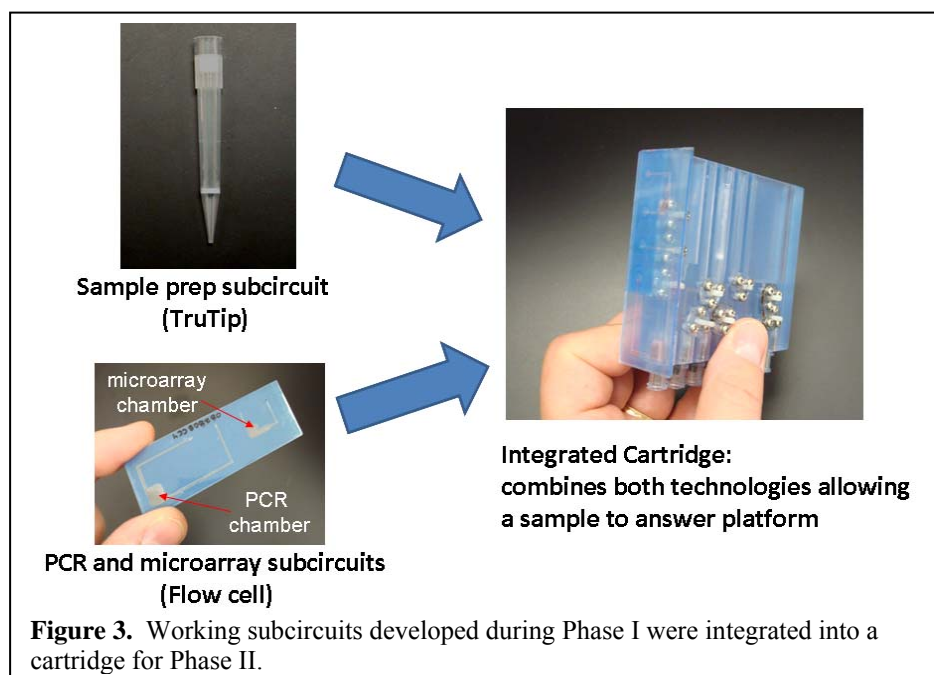 Sample prep subcircuit
(TruTip)
microarray
chamber
PCR
chamber
PCR and microarray subcircuits
(Flow cell)
Integrated Cartridge:
combines both technologies allowing
a sample to answer platform
Figure 3. Working subcircuits developed during Phase I were integrated into a
cartridge for Phase II.